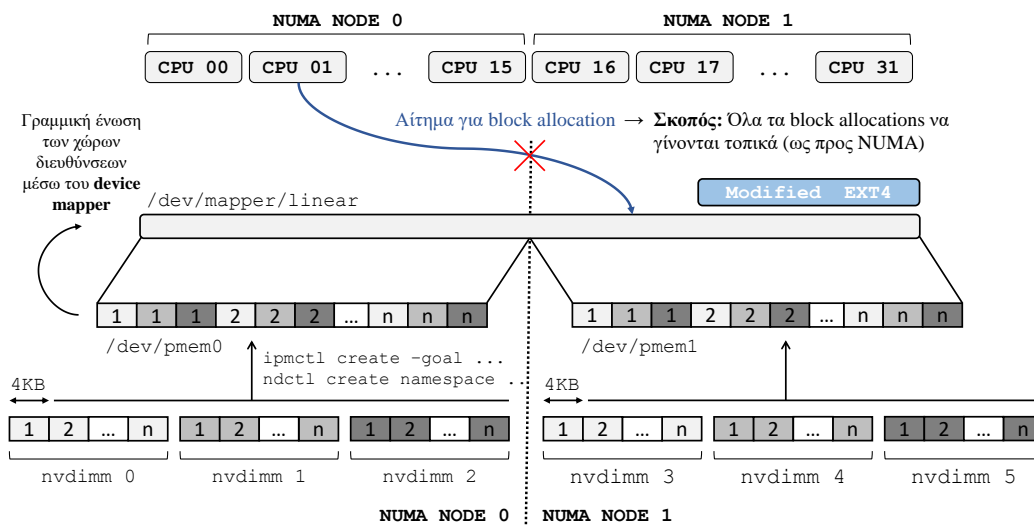 NUMA NODE 0 NUMA NODE 1
CPU 00 CPU 01 ... CPU 15 CPU 16 CPU 17 ... CPU 31
Γραμμική ένωση
των χώρων
διευθύνσεων
μέσω του device
mapper
Αίτημα για block allocation → Σκοπός: Όλα τα block allocations να
γίνονται τοπικά (ως προς NUMA)
Modified EXT4
/dev/mapper/linear
1 1 1 2 2 2 ... n n n 1 1 1 2 2 2 ... n n n
/dev/pmem0 /dev/pmem1
ipmctl create –goal ...
ndctl create namespace ..
4KB 4KB
1 2 ... n 1 2 ... n 1 2 ... n 1 2 ... n 1 2 ... n 1 2 ... n
nvdimm 0 nvdimm 1 nvdimm 2 nvdimm 3 nvdimm 4 nvdimm 5
NUMA NODE 0 NUMA NODE 1